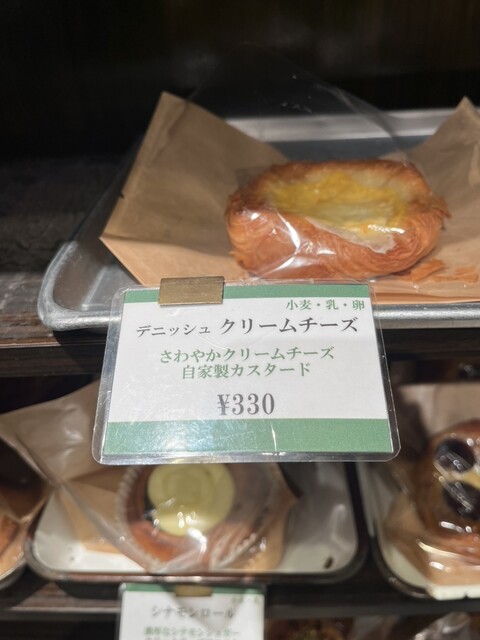 小麦・乳・卵
デニッシュ クリームチーズ
さわやかクリームチーズ
自家製カスタード
¥330
シナモンロール